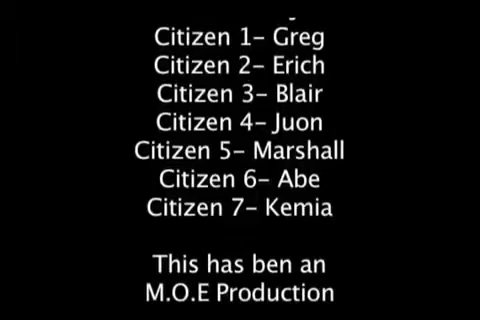 Citizen 1- Greg
Citizen 2- Erich
Citizen 3- Blair
Citizen 4- Juon
Citizen 5- Marshall
Citizen 6- Abe
Citizen 7- Kemia
This has ben an
M.O.E Production